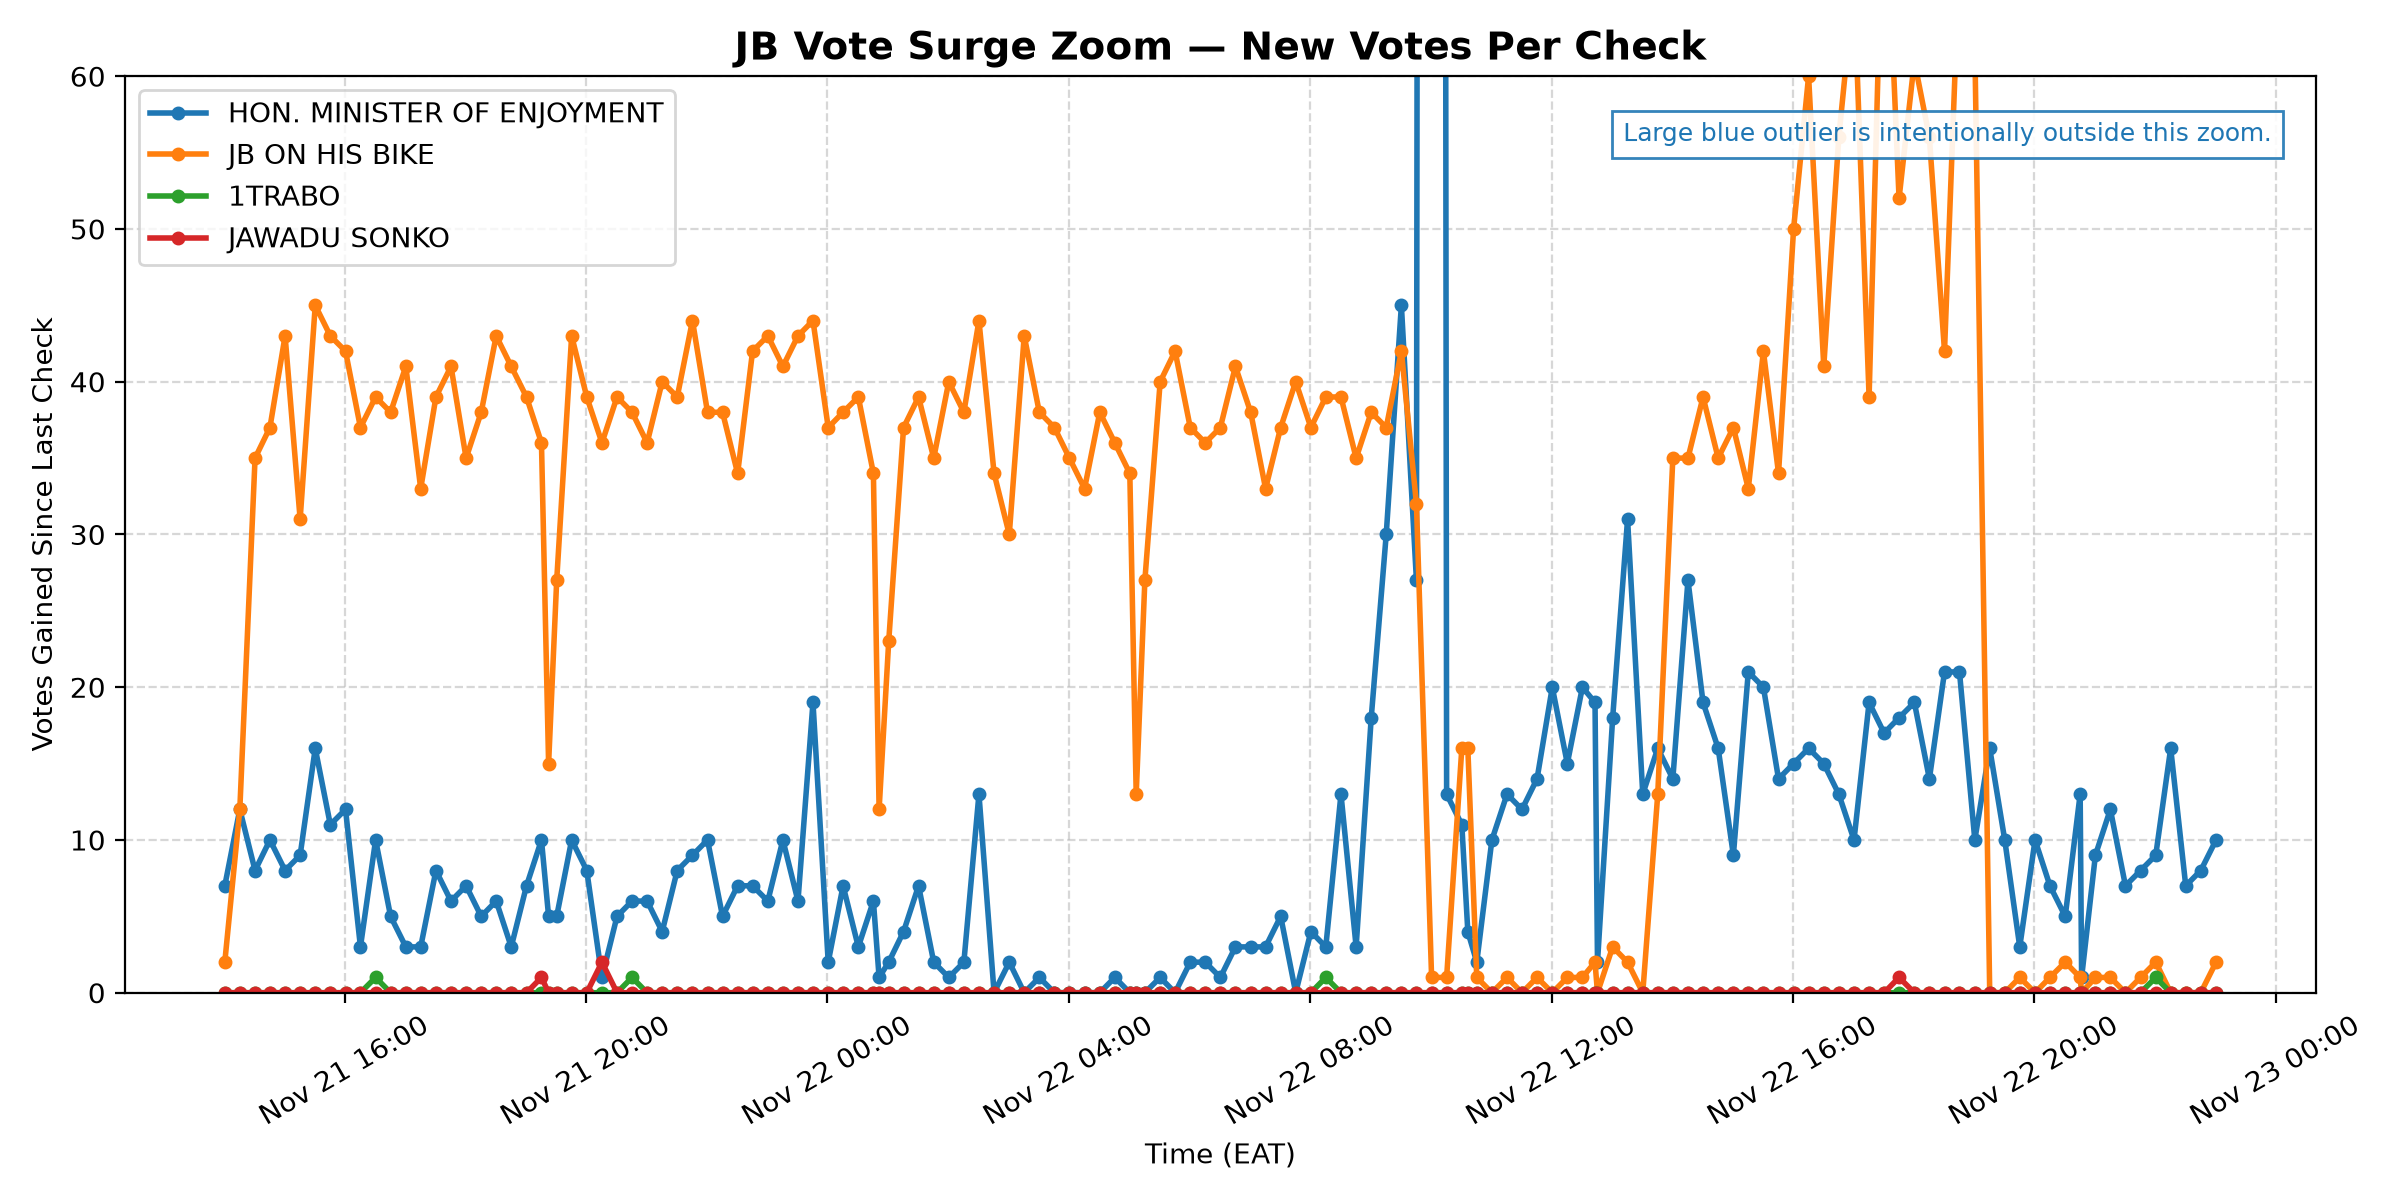 JB Vote Surge Zoom — New Votes Per Check
60
50
40
30
20
10
0
Votes Gained Since Last Check
HON. MINISTER OF ENJOYMENT
JB ON HIS BIKE
1TRABO
JAWADU SONKO
Large blue outlier is intentionally outside this zoom.
Nov 21 16:00
Nov 21 20:00
Nov 22 00:00
Nov 22 04:00
Nov 22 08:00
Nov 22 12:00
Nov 22 16:00
Nov 22 20:00
Nov 23 00:00
Time (EAT)